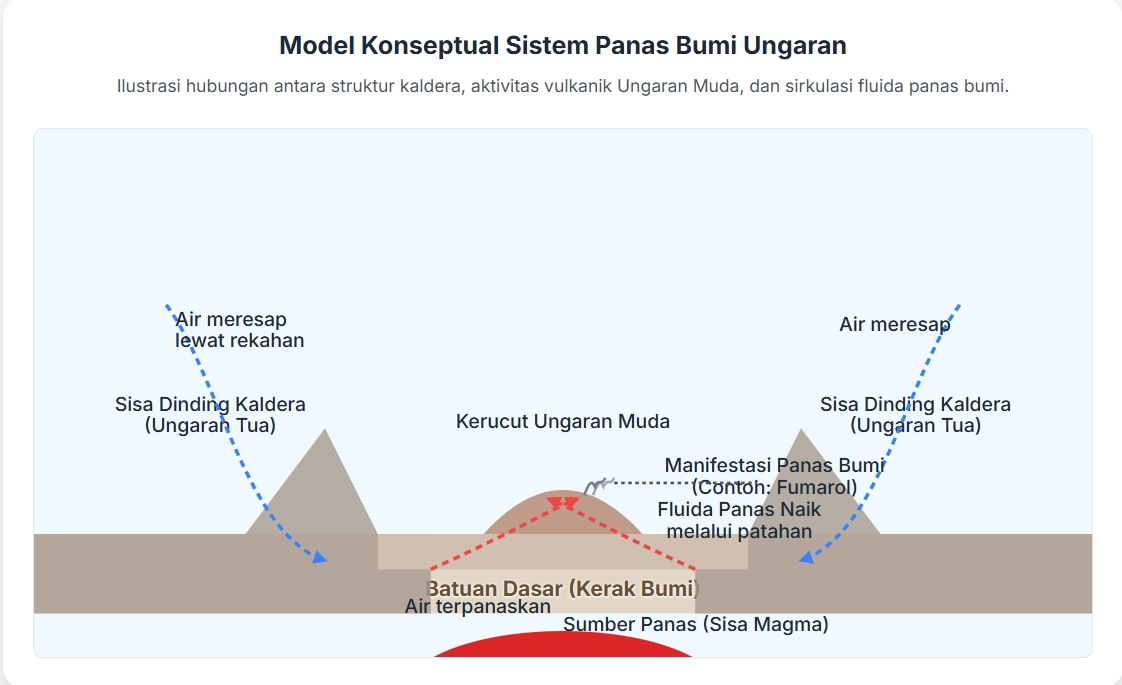 Model Konseptual Sistem Panas Bumi Ungaran
Ilustrasi hubungan antara struktur kaldera, aktivitas vulkanik Ungaran Muda, dan sirkulasi fluida panas bumi.
Air meresap
lewat rekahan
Air meresap
Sisa Dinding Kaldera
(Ungaran Tua)
Kerucut Ungaran Muda
Sisa Dinding Kaldera
(Ungaran Tua)
Manifestasi Panas Bumi
(Contoh: Fumarol)
Fluida Panas Naik
melalui patahan
Batuan Dasar (Kerak Bumi)
Air terpanaskan
Sumber Panas (Sisa Magma)